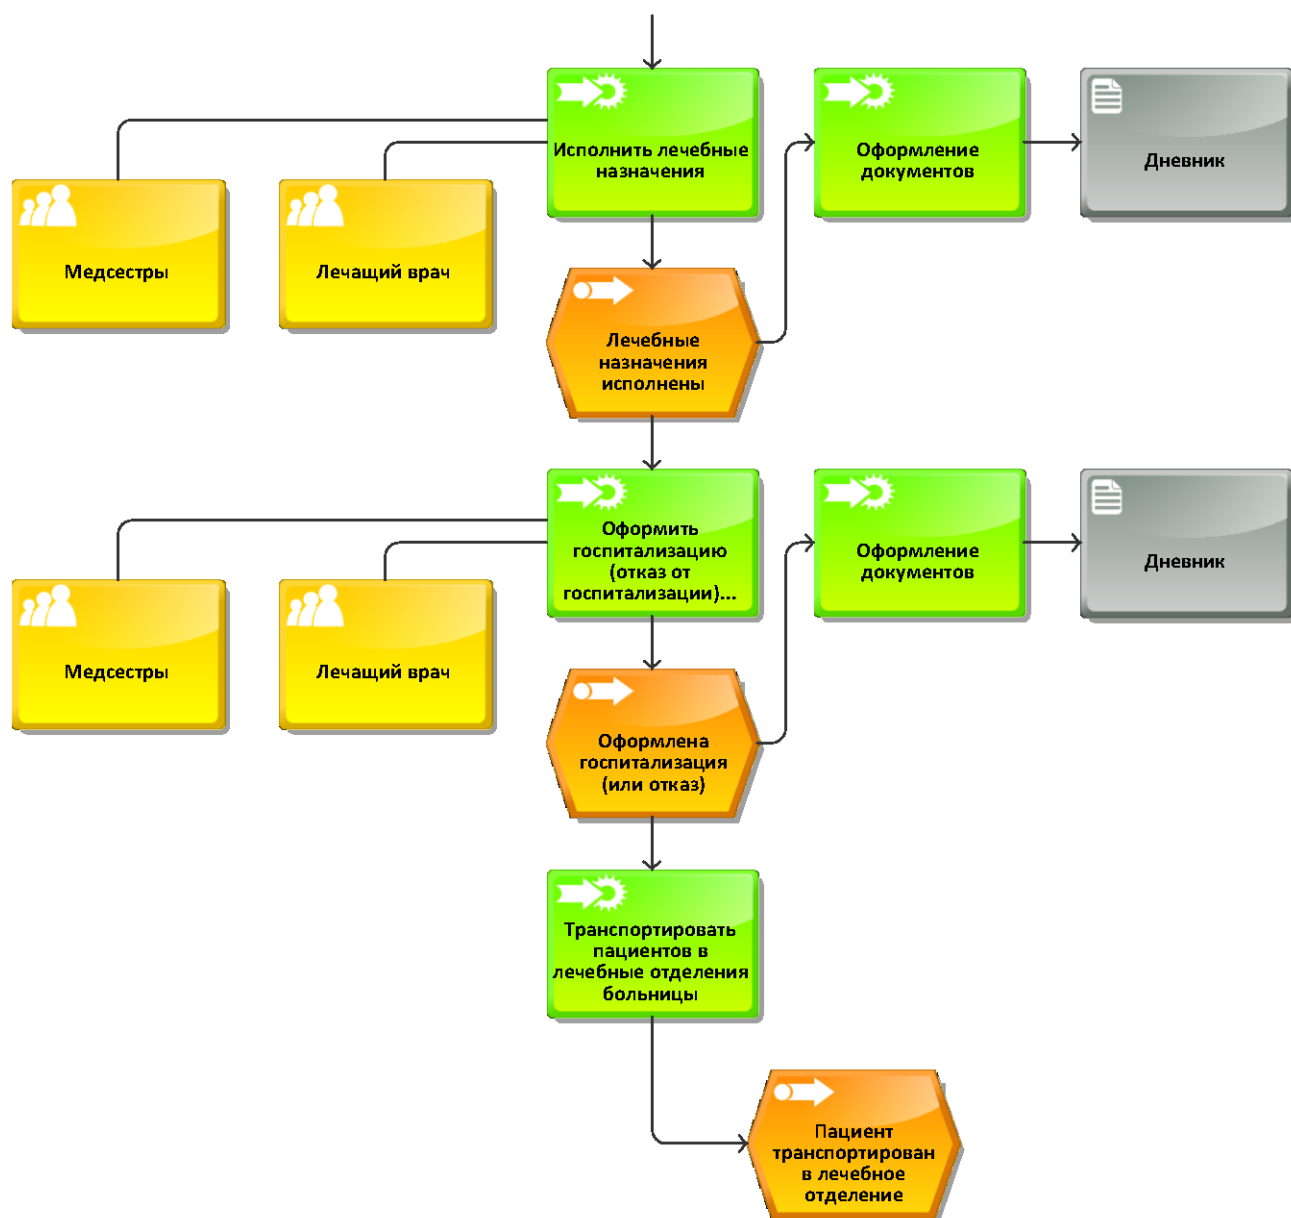 Исполнить лечебные
назначения
Оформление
документов
Дневник
Медсестры
Лечащий врач
Лечебные
назначения
исполнены
Оформить
госпитализацию
(отказ от
госпитализации)...
Оформление
документов
Дневник
Медсестры
Лечащий врач
Оформлена
госпитализация
(или отказ)
Транспортировать
пациентов в
лечебные отделения
больницы
Пациент
транспортирован
в лечебное
отделение